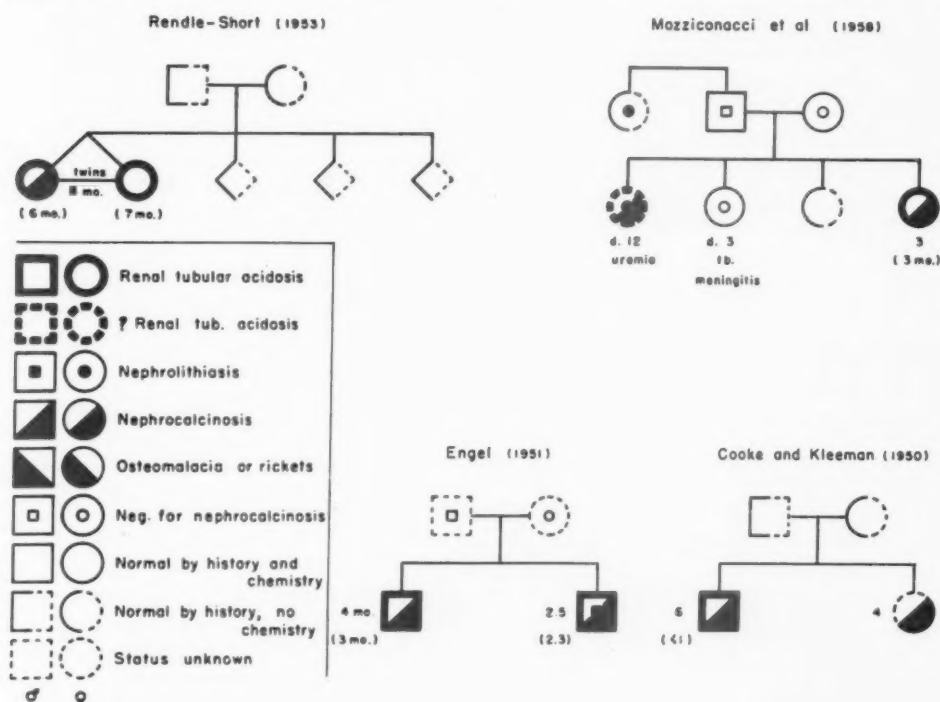 Rendle-Short (1953)
twins
8 mo.
(6 mo.)
(7 mo.)
Mozziconacci et al (1958)
d. 12
uremia
d. 3
tb.
meningitis
3
(3 mo.)
Renal tubular acidosis
? Renal tub. acidosis
Nephrolithiasis
Nephrocalcinosis
Osteomalacia or rickets
Neg. for nephrocalcinosis
Normal by history and
chemistry
Normal by history, no
chemistry
Status unknown
♂ ♀
Engel (1951)
4 mo.
(3 mo.)
2.5
(2.3)
Cooke and Kleeman (1950)
6
(<1)
4